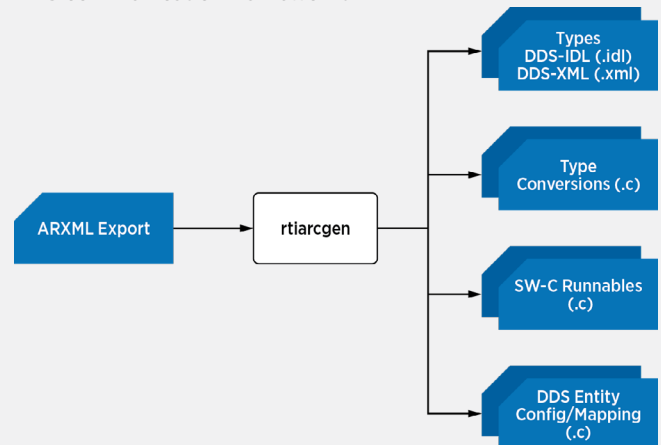 Types
DDS-IDL (.idl)
DDS-XML (.xml)
Type
Conversions (.c)
ARXML Export
rtiarcgen
SW-C Runnables
(.c)
DDS Entity
Config/Mapping
(.c)